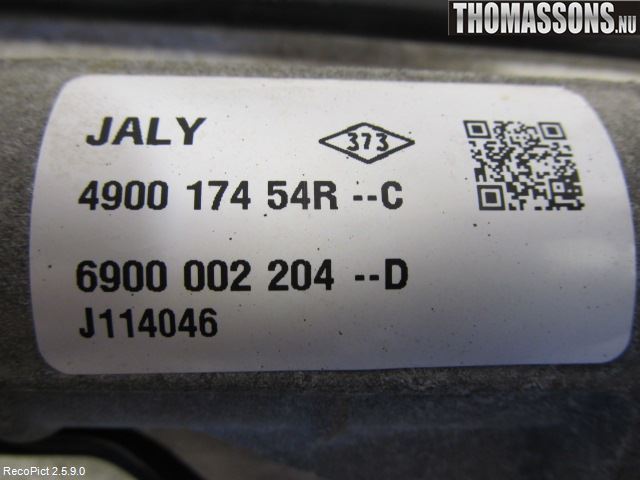 THOMASSONS.NU
JALY
373
4900 174 54R --C
6900 002 204 --D
J114046
RecoPict 2.5.9.0